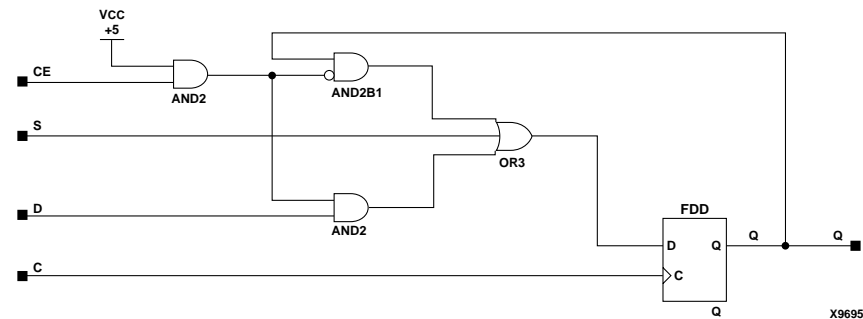 VCC
+5
CE
AND2
AND2B1
S
OR3
D
AND2
FDD
D
Q
Q
Q
C
C
Q
X9695